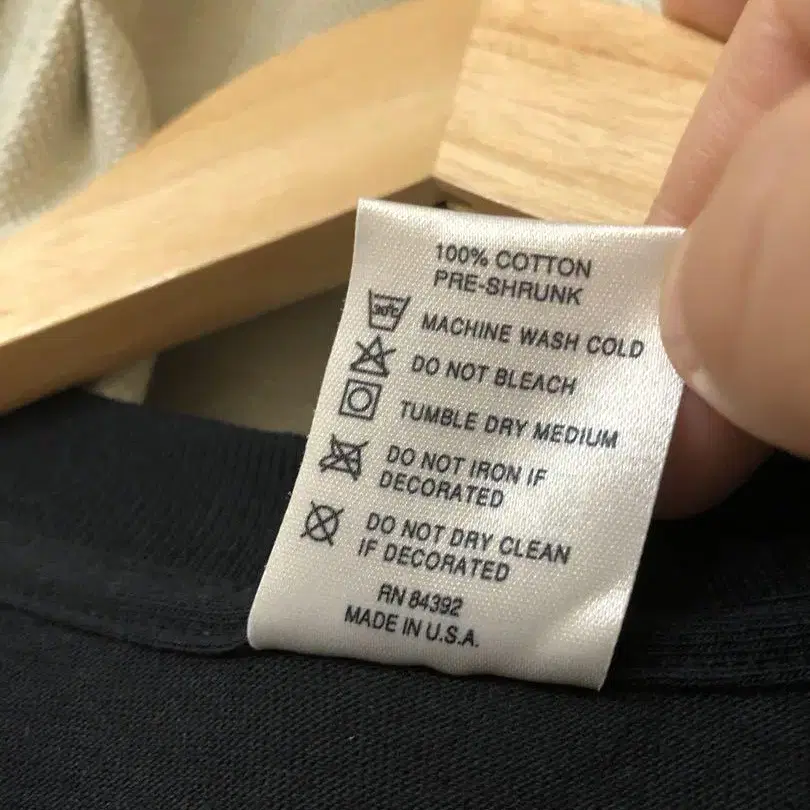 100% COTTON
PRE-SHRUNK
MACHINE WASH COLD
DO NOT BLEACH
TUMBLE DRY MEDIUM
DO NOT IRON IF
DECORATED
DO NOT DRY CLEAN
IF DECORATED
RN 84392
MADE IN U.S.A.